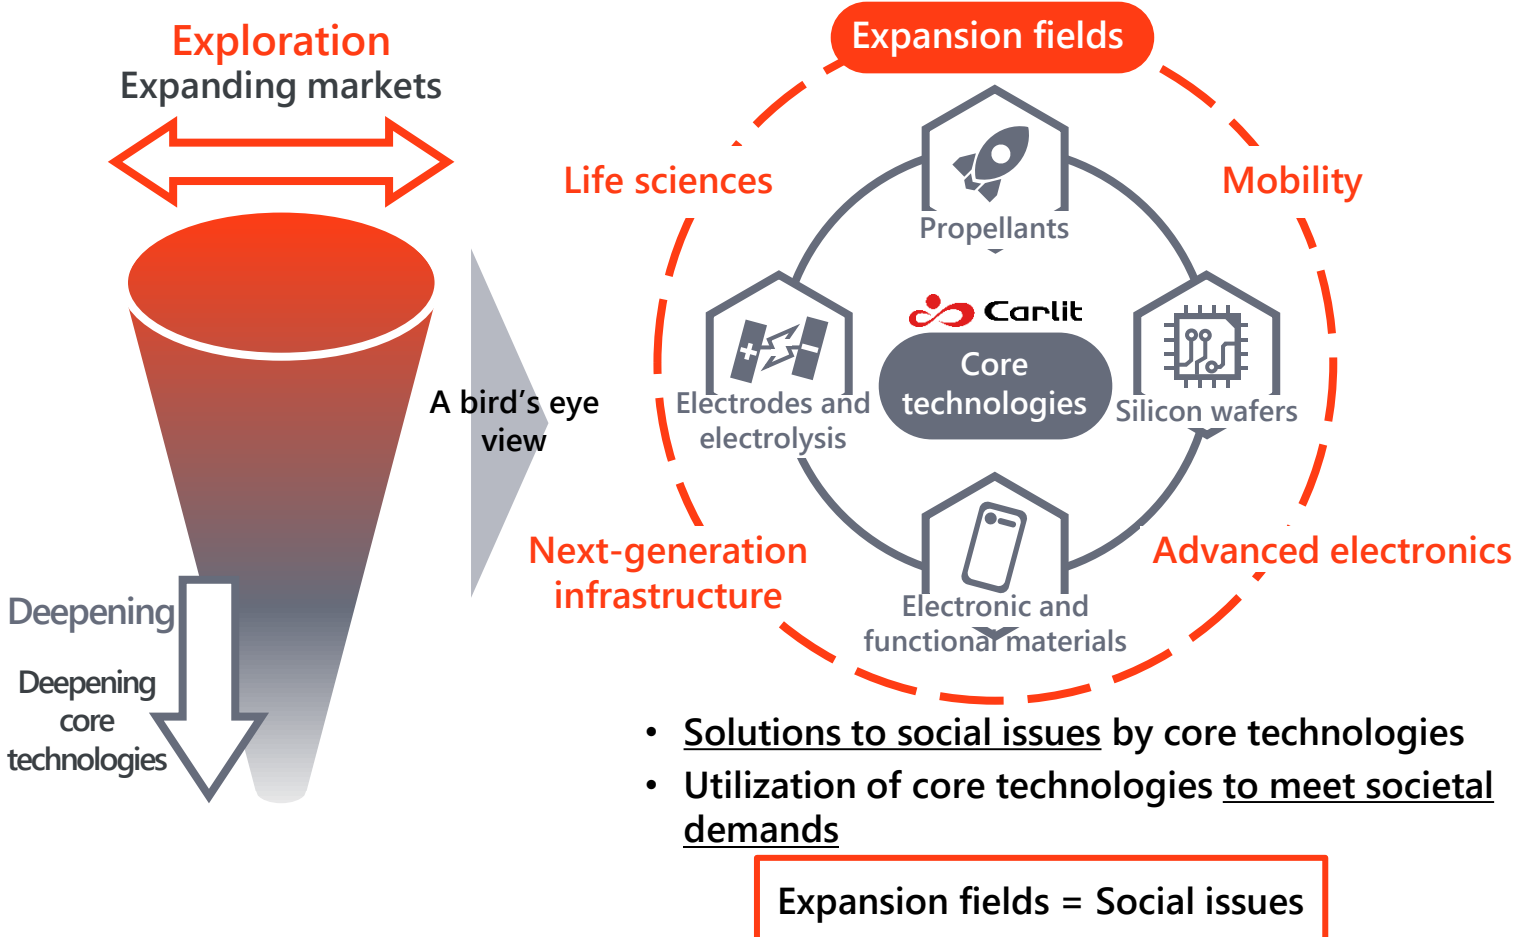 Exploration
Expanding markets
Deepening
Deepening
core
technologies
A bird’s eye
view
Expansion fields
Life sciences
Mobility
Propellants
Carlit
Core
technologies
Electrodes and
electrolysis
+
−
Silicon wafers
Next-generation
infrastructure
Advanced electronics
Electronic and
functional materials
• Solutions to social issues by core technologies
• Utilization of core technologies to meet societal
demands
Expansion fields = Social issues